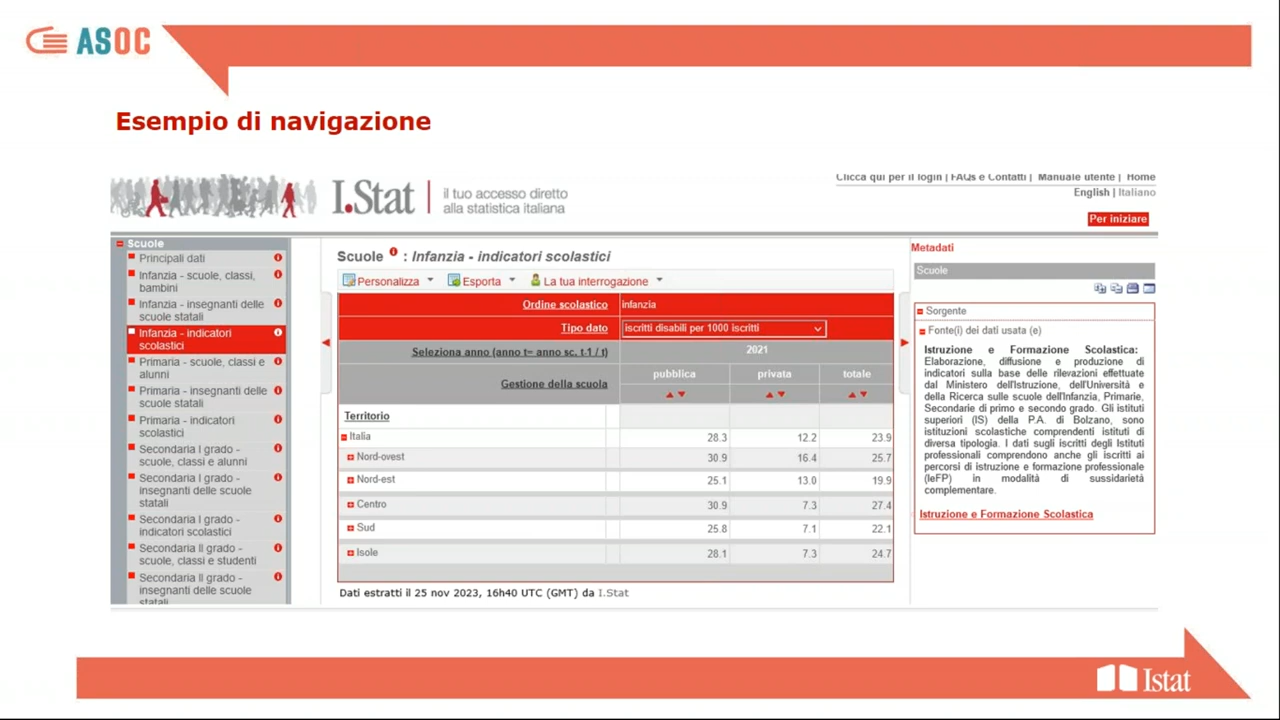 ASOC
Esempio di navigazione
Clicca qui per il login | FAQs e Contatti | Manuale utente | Home
English | Italiano
I.Stat
il tuo accesso diretto
alla statistica italiana
Per iniziare
Scuole
Principali dati
Infanzia - scuole, classi,
bambini
Infanzia - insegnanti delle
scuole statali
Infanzia - indicatori
scolastici
Primaria - scuole, classi e
alunni
Primaria - insegnanti delle
scuole statali
Primaria - indicatori
scolastici
Secondaria I grado -
scuole, classi e alunni
Secondaria I grado -
insegnanti delle scuole
statali
Secondaria I grado -
indicatori scolastici
Secondaria II grado -
scuole, classi e studenti
Secondaria II grado -
insegnanti delle scuole
statali
Scuole : Infanzia - indicatori scolastici
Personalizza Esporta La tua interrogazione
Ordine scolastico infanzia
Tipo dato iscritti disabili per 1000 iscritti
Seleziona anno (anno t= anno sc. t-1 / t) 2021
Gestione della scuola pubblica privata totale
Territorio
Italia 28.3 12.2 23.9
Nord-ovest 30.9 16.4 25.7
Nord-est 25.1 13.0 19.9
Centro 30.9 7.3 27.4
Sud 25.8 7.1 22.1
Isole 28.1 7.3 24.7
Dati estratti il 25 nov 2023, 16h40 UTC (GMT) da I.Stat
Metadati
Scuole
Sorgente
Fonte(i) dei dati usata (e)
Istruzione e Formazione Scolastica:
Elaborazione, diffusione e produzione di
indicatori sulla base delle rilevazioni effettuate
dal Ministero dell'Istruzione, dell'Università e
della Ricerca sulle scuole dell'Infanzia, Primarie,
Secondarie di primo e secondo grado. Gli istituti
superiori (IS) della P.A. di Bolzano, sono
istituzioni scolastiche comprendenti istituti di
diversa tipologia. I dati sugli iscritti degli Istituti
professionali comprendono anche gli iscritti ai
percorsi di istruzione e formazione professionale
(IeFP) in modalità di sussidarietà
complementare.
Istruzione e Formazione Scolastica
Istat